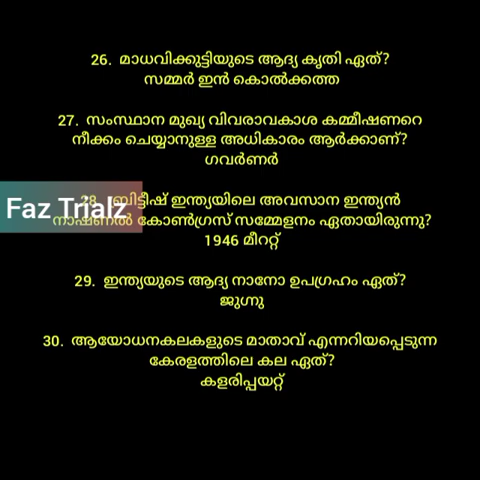 26. മാധവിക്കുട്ടിയുടെ ആദ്യ കൃതി ഏത്?
സമ്മർ ഇൻ കൊൽക്കത്ത
27. സംസ്ഥാന മുഖ്യ വിവരാവകാശ കമ്മീഷണറെ
നീക്കം ചെയ്യാനുള്ള അധികാരം ആർക്കാണ്?
ഗവർണർ
28. ബ്രിട്ടീഷ് ഇന്ത്യയിലെ അവസാന ഇന്ത്യൻ
Faz Trialz
നാഷണൽ കോൺഗ്രസ് സമ്മേളനം ഏതായിരുന്നു?
1946 മീററ്റ്
29. ഇന്ത്യയുടെ ആദ്യ നാനോ ഉപഗ്രഹം ഏത്?
ജുഗ്നു
30. ആയോധനകലകളുടെ മാതാവ് എന്നറിയപ്പെടുന്ന
കേരളത്തിലെ കല ഏത്?
കളരിപ്പയറ്റ്